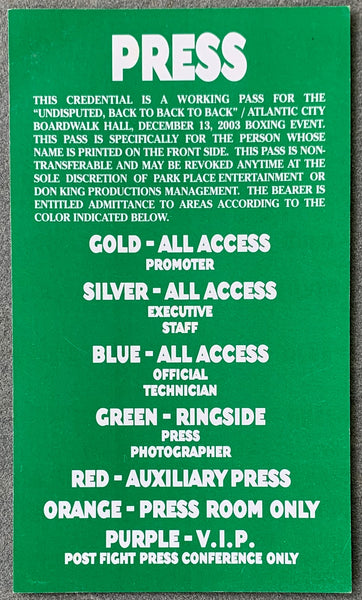 PRESS
THIS CREDENTIAL IS A WORKING PASS FOR THE
"UNDISPUTED, BACK TO BACK TO BACK" / ATLANTIC CITY
BOARDWALK HALL, DECEMBER 13, 2003 BOXING EVENT.
THIS PASS IS SPECIFICALLY FOR THE PERSON WHOSE
NAME IS PRINTED ON THE FRONT SIDE. THIS PASS IS NON-
TRANSFERABLE AND MAY BE REVOKED ANYTIME AT THE
SOLE DISCRETION OF PARK PLACE ENTERTAINMENT OR
DON KING PRODUCTIONS MANAGEMENT. THE BEARER IS
ENTITLED ADMITTANCE TO AREAS ACCORDING TO THE
COLOR INDICATED BELOW.
GOLD - ALL ACCESS
PROMOTER
SILVER - ALL ACCESS
EXECUTIVE
STAFF
BLUE - ALL ACCESS
OFFICIAL
TECHNICIAN
GREEN - RINGSIDE
PRESS
PHOTOGRAPHER
RED - AUXILIARY PRESS
ORANGE - PRESS ROOM ONLY
PURPLE - V.I.P.
POST FIGHT PRESS CONFERENCE ONLY